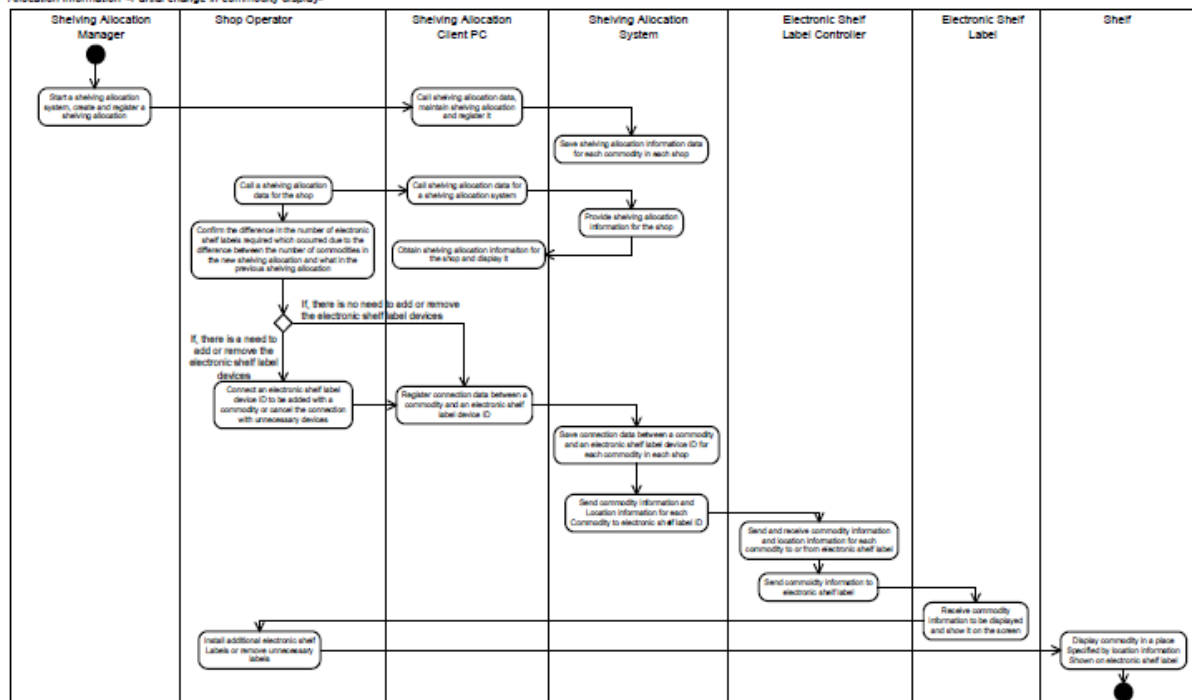 Allocation Information <Partial change in commodity display>
Shelving Allocation
Manager
Shop Operator
Shelving Allocation
Client PC
Shelving Allocation
System
Electronic Shelf
Label Controller
Electronic Shelf
Label
Shelf
Start a shelving allocation
system, create and register a
shelving allocation
Call shelving allocation data,
maintain shelving allocation
and register it
Save shelving allocation information data
for each commodity in each shop
Call a shelving allocation
data for the shop
Call shelving allocation data for
a shelving allocation system
Provide shelving allocation
information for the shop
Confirm the difference in the number of electronic
shelf labels required which occurred due to the
difference between the number of commodities in
the new shelving allocation and what in the
previous shelving allocation
Obtain shelving allocation information for
the shop and display it
If, there is no need to add or remove
the electronic shelf label devices
If, there is a need to
add or remove the
electronic shelf label
devices
Connect an electronic shelf label
device ID to be added with a
commodity or cancel the connection
with unnecessary devices
Register connection data between a
commodity and an electronic shelf
label device ID
Save connection data between a commodity
and an electronic shelf label device ID for
each commodity in each shop
Send commodity information and
Location information for each
Commodity to electronic shelf label ID
Send and receive commodity information
and location information for each
commodity to or from electronic shelf label
Send commoidty information to
electronic shelf label
Receive commodity
information to be displayed
and show it on the screen
Install additional electronic shelf
Labels or remove unnecessary
labels
Display commodity in a place
Specified by location information
Shown on electronic shelf label